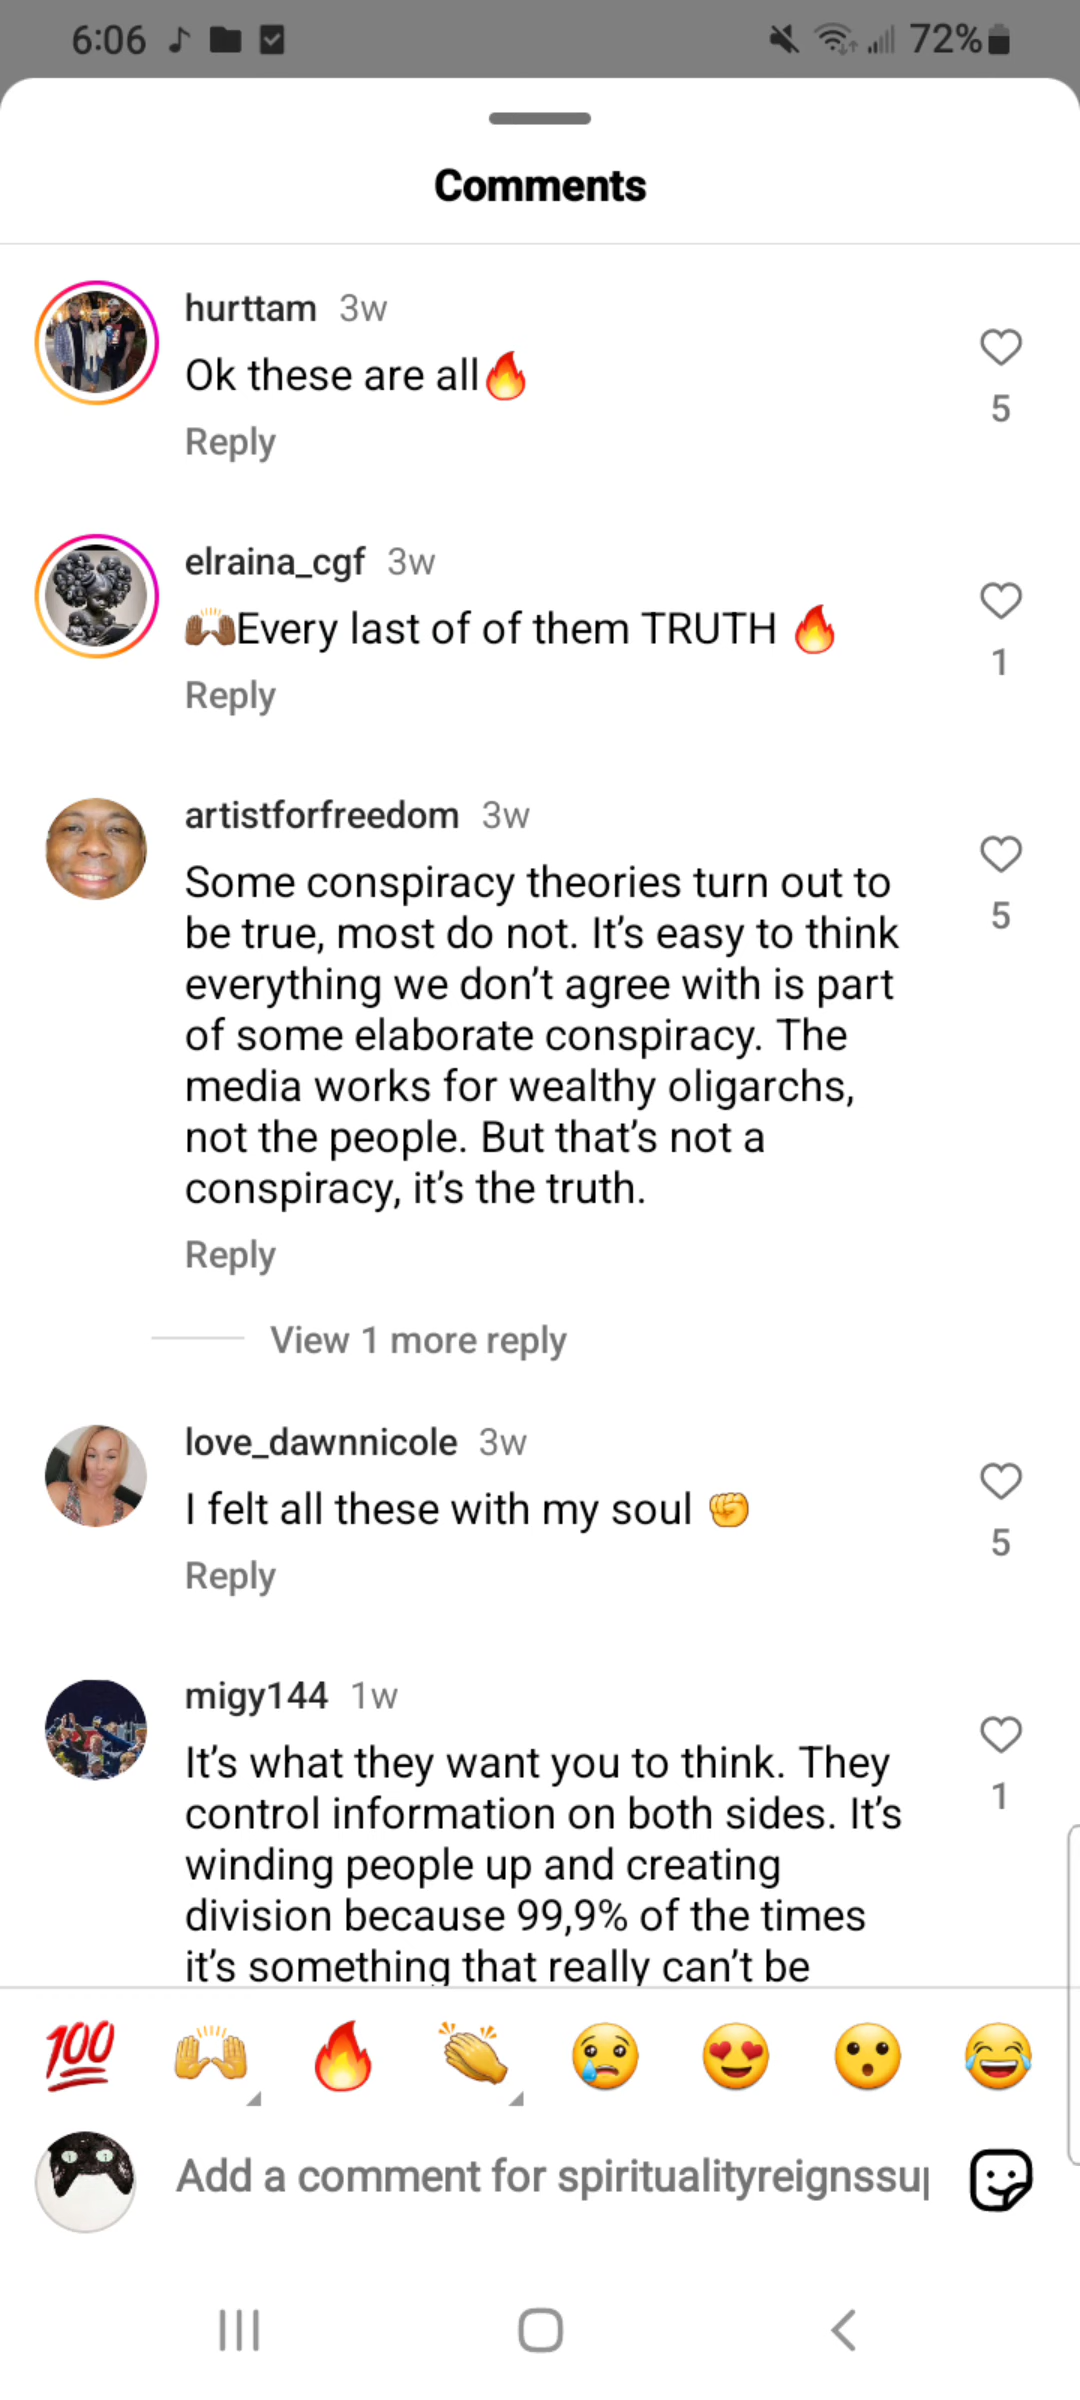 6:06 72%
Comments
hurttam 3w
Ok these are all🔥
5
Reply
elraina_cgf 3w
🙌🏾Every last of of them TRUTH 🔥
1
Reply
artistforfreedom 3w
Some conspiracy theories turn out to
be true, most do not. It’s easy to think
everything we don’t agree with is part
of some elaborate conspiracy. The
media works for wealthy oligarchs,
not the people. But that’s not a
conspiracy, it’s the truth.
5
Reply
View 1 more reply
love_dawnnicole 3w
I felt all these with my soul ✊
5
Reply
migy144 1w
It’s what they want you to think. They
control information on both sides. It’s
winding people up and creating
division because 99,9% of the times
it’s something that really can’t be
1
💯 🙌 🔥 👏 😢 😍 😮 😂
Add a comment for spiritualityreignssup